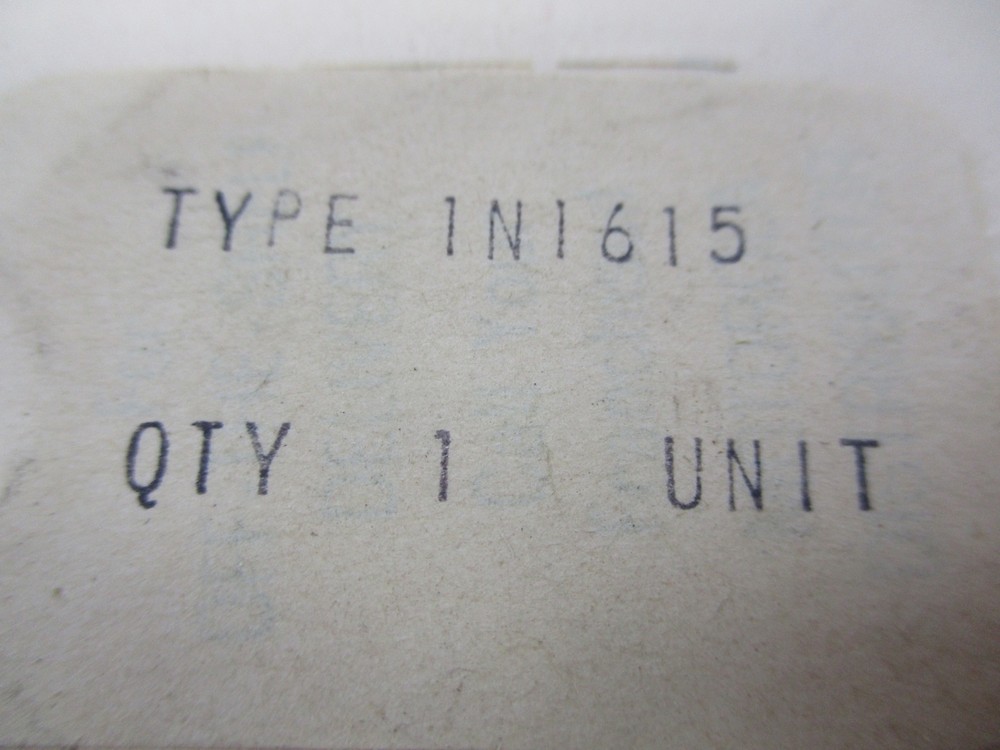 TYPE 1N1615
QTY 1 UNIT